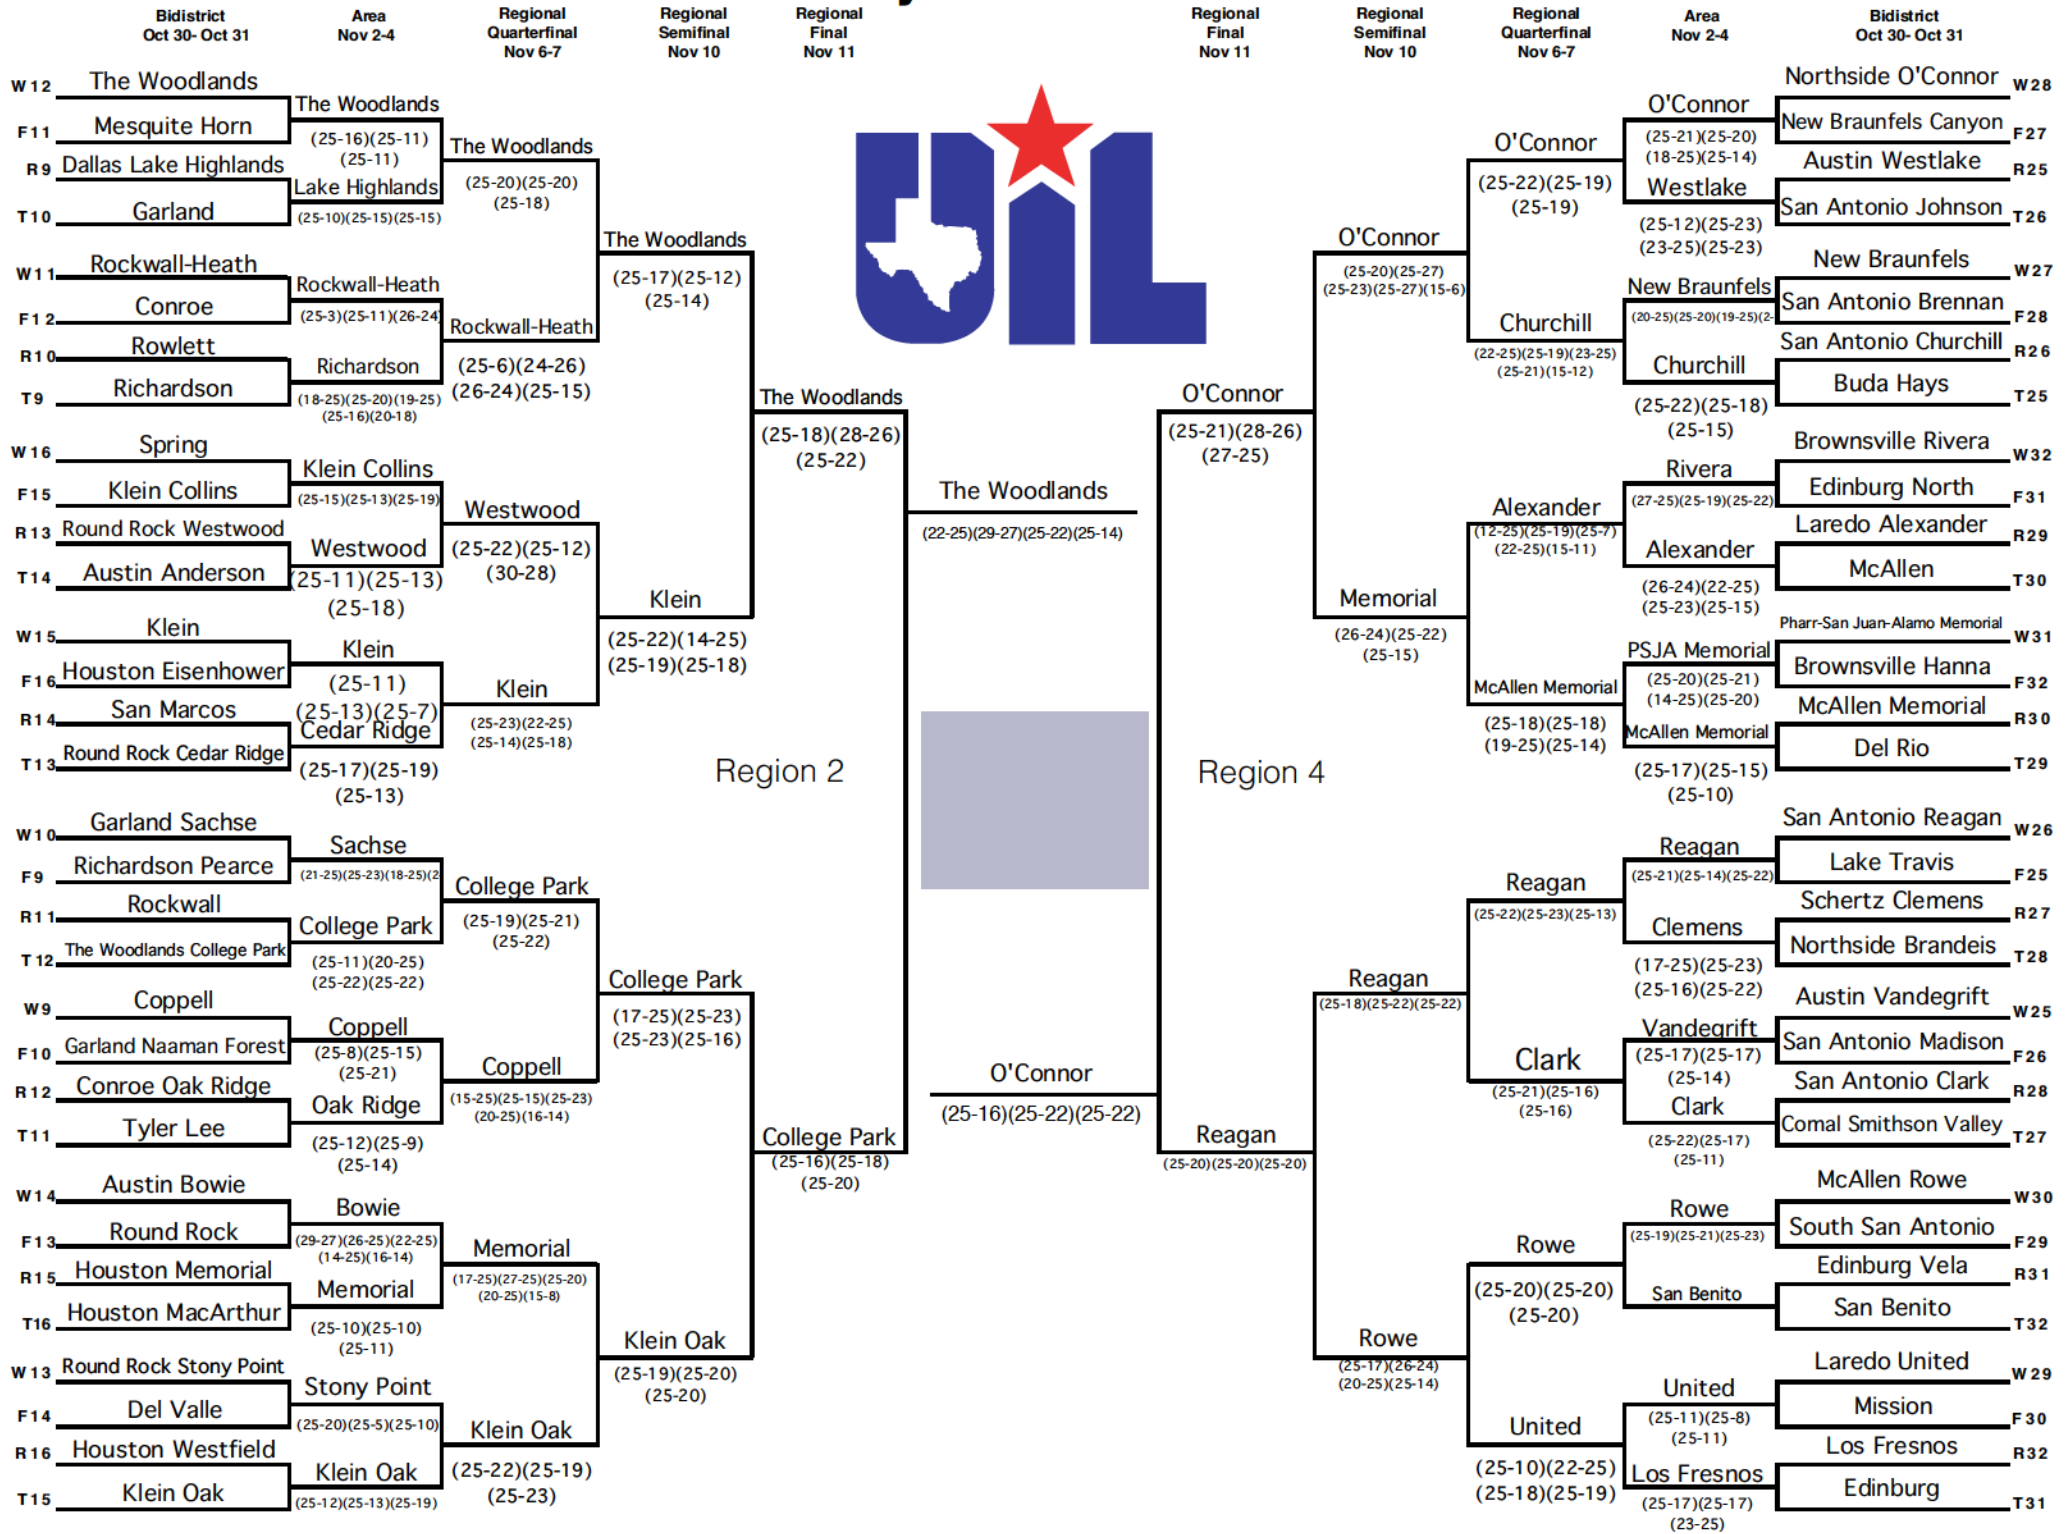 Bidistrict
Oct 30- Oct 31
Area
Nov 2-4
Regional
Quarterfinal
Nov 6-7
Regional
Semifinal
Nov 10
Regional
Final
Nov 11
Regional
Final
Nov 11
Regional
Semifinal
Nov 10
Regional
Quarterfinal
Nov 6-7
Area
Nov 2-4
Bidistrict
Oct 30- Oct 31
W12 The Woodlands
F11 Mesquite Horn
R9 Dallas Lake Highlands
T10 Garland
W11 Rockwall-Heath
F12 Conroe
R10 Rowlett
T9 Richardson
W16 Spring
F15 Klein Collins
R13 Round Rock Westwood
T14 Austin Anderson
W15 Klein
F16 Houston Eisenhower
R14 San Marcos
T13 Round Rock Cedar Ridge
W10 Garland Sachse
F9 Richardson Pearce
R11 Rockwall
T12 The Woodlands College Park
W9 Coppell
F10 Garland Naaman Forest
R12 Conroe Oak Ridge
T11 Tyler Lee
W14 Austin Bowie
F13 Round Rock
R15 Houston Memorial
T16 Houston MacArthur
W13 Round Rock Stony Point
F14 Del Valle
R16 Houston Westfield
T15 Klein Oak
The Woodlands
(25-16)(25-11)
(25-11)
Lake Highlands
(25-10)(25-15)(25-15)
Rockwall-Heath
(25-3)(25-11)(26-24
Richardson
(18-25)(25-20)(19-25)
(25-16)(20-18)
Klein Collins
(25-15)(25-13)(25-19)
Westwood
(25-11)(25-13)
(25-18)
Klein
(25-11)
(25-13)(25-7)
Cedar Ridge
(25-17)(25-19)
(25-13)
Sachse
(21-25)(25-23)(18-25)(2
College Park
(25-11)(20-25)
(25-22)(25-22)
Coppell
(25-8)(25-15)
(25-21)
Oak Ridge
(25-12)(25-9)
(25-14)
Bowie
(29-27)(26-25)(22-25)
(14-25)(16-14)
Memorial
(25-10)(25-10)
(25-11)
Stony Point
(25-20)(25-5)(25-10)
Klein Oak
(25-12)(25-13)(25-19)
The Woodlands
(25-20)(25-20)
(25-18)
Rockwall-Heath
(25-6)(24-26)
(26-24)(25-15)
Westwood
(25-22)(25-12)
(30-28)
Klein
(25-23)(22-25)
(25-14)(25-18)
College Park
(25-19)(25-21)
(25-22)
Coppell
(15-25)(25-15)(25-23)
(20-25)(16-14)
Memorial
(17-25)(27-25)(25-20)
(20-25)(15-8)
Klein Oak
(25-22)(25-19)
(25-23)
The Woodlands
(25-17)(25-12)
(25-14)
Klein
(25-22)(14-25)
(25-19)(25-18)
College Park
(17-25)(25-23)
(25-23)(25-16)
Klein Oak
(25-19)(25-20)
(25-20)
The Woodlands
(25-18)(28-26)
(25-22)
College Park
(25-16)(25-18)
(25-20)
Region 2
UIL
The Woodlands
(22-25)(29-27)(25-22)(25-14)
O'Connor
(25-16)(25-22)(25-22)
Region 4
O'Connor
(25-21)(28-26)
(27-25)
Reagan
(25-20)(25-20)(25-20)
O'Connor
(25-20)(25-27)
(25-23)(25-27)(15-6)
Memorial
(26-24)(25-22)
(25-15)
Reagan
(25-18)(25-22)(25-22)
Rowe
(25-17)(26-24)
(20-25)(25-14)
O'Connor
(25-22)(25-19)
(25-19)
Churchill
(22-25)(25-19)(23-25)
(25-21)(15-12)
Alexander
(12-25)(25-19)(25-7)
(22-25)(15-11)
McAllen Memorial
(25-18)(25-18)
(19-25)(25-14)
Reagan
(25-22)(25-23)(25-13)
Clark
(25-21)(25-16)
(25-16)
Rowe
(25-20)(25-20)
(25-20)
United
(25-10)(22-25)
(25-18)(25-19)
O'Connor
(25-21)(25-20)
(18-25)(25-14)
Westlake
(25-12)(25-23)
(23-25)(25-23)
New Braunfels
(20-25)(25-20)(19-25)(2-
Churchill
(25-22)(25-18)
(25-15)
Rivera
(27-25)(25-19)(25-22)
Alexander
(26-24)(22-25)
(25-23)(25-15)
PSJA Memorial
(25-20)(25-21)
(14-25)(25-20)
McAllen Memorial
(25-17)(25-15)
(25-10)
Reagan
(25-21)(25-14)(25-22)
Clemens
(17-25)(25-23)
(25-16)(25-22)
Vandegrift
(25-17)(25-17)
(25-14)
Clark
(25-22)(25-17)
(25-11)
Rowe
(25-19)(25-21)(25-23)
San Benito
United
(25-11)(25-8)
(25-11)
Los Fresnos
(25-17)(25-17)
(23-25)
Northside O'Connor W28
New Braunfels Canyon F27
Austin Westlake R25
San Antonio Johnson T26
New Braunfels W27
San Antonio Brennan F28
San Antonio Churchill R26
Buda Hays T25
Brownsville Rivera W32
Edinburg North F31
Laredo Alexander R29
McAllen T30
Pharr-San Juan-Alamo Memorial W31
Brownsville Hanna F32
McAllen Memorial R30
Del Rio T29
San Antonio Reagan W26
Lake Travis F25
Schertz Clemens R27
Northside Brandeis T28
Austin Vandegrift W25
San Antonio Madison F26
San Antonio Clark R28
Comal Smithson Valley T27
McAllen Rowe W30
South San Antonio F29
Edinburg Vela R31
San Benito T32
Laredo United W29
Mission F30
Los Fresnos R32
Edinburg T31